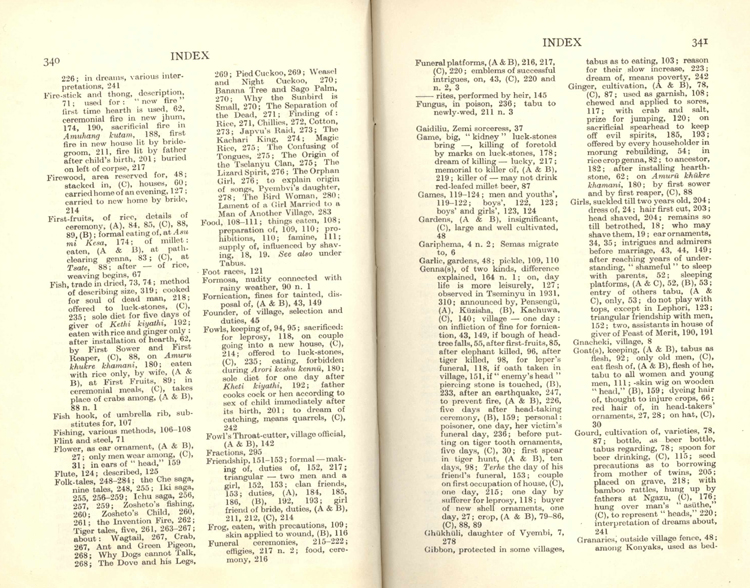 340
INDEX
226; in dreams, various inter-
pretations, 241
Fire-stick and thong, description,
71; used for: "new fire"
first time hearth is used, 62,
ceremonial fire in new jhum,
174, 190, sacrificial fire in
Amuhang kutam, 188, first
fire in new house lit by bride-
groom, 211, fire lit by father
after child's birth, 201; buried
on left of corpse, 217
Firewood, area reserved for, 48;
stacked in, (C), houses, 60;
carried home of an evening, 127;
carried to new home by bride,
214
First-fruits, of rice, details of
ceremony, (A), 84, 85, (C), 88,
89, (B); formal eating of, at Asu
mi Kesa, 174; of millet:
eaten, (A & B), at path-
clearing genna, 83; (C), at
Tsate, 88; after — of rice,
weaving begins, 67
Fish, trade in dried, 73, 74; method
of describing size, 319; cooked
for soul of dead man, 218;
offered to luck-stones, (C),
235; sole diet for five days of
giver of Kethi kigathi, 192;
eaten with rice and ginger only:
after installation of hearth, 62,
by First Sower and First
Reaper, (C), 88, on Amuru
khukre khamani, 180; eaten
with rice only, by wife, (A &
B), at First Fruits, 89; in
ceremonial meals, (C), takes
place of crabs among, (A & B),
88 n. 1
Fish hook, of umbrella rib, sub-
stitutes for, 107
Fishing, various methods, 106–108
Flint and steel, 71
Flower, as ear ornament, (A & B),
27; only men wear among, (C),
31; in ears of "head," 159
Flute, 124; described, 125
Folk-tales, 248–284; the Che saga,
nine tales, 248, 255; Iki saga,
255, 256–259; Ichu saga, 256,
257, 259; Zosheto's fishing,
260; Zosheto's Child, 260,
261; the Invention Fire, 262;
Tiger tales, five, 261, 263–267;
about: Wagtail, 267, Crab,
267, Ant and Green Pigeon,
268; Why Dogs cannot Talk,
268; The Dove and his Legs,
269; Pied Cuckoo, 269; Weasel
and Night Cuckoo, 270;
Banana Tree and Sago Palm,
270; Why the Sunbird is
Small, 270; The Separation of
the Dead, 271; Finding of:
Rice, 271, Chillies, 272, Cotton,
273; Japvu's Raid, 273; The
Kachari King, 274; Magic
Rice, 275; The Confusing of
Tongues, 275; The Origin of
the Tselanyu Clan, 275; The
Lizard Spirit, 276; The Orphan
Girl, 276; to explain origin
of songs, Pyembvi's daughter,
278; The Bird Woman, 280;
Lament of a Girl Married to a
Man of Another Village, 283
Food, 108–111; things eaten, 108;
preparation of, 109, 110; pro-
hibitions, 110; famine, 111;
supply of, influenced by shav-
ing, 18, 19. See also under
Tabus.
Foot races, 121
Formosa, nudity connected with
rainy weather, 90 n. 1
Fornication, fines for tainted, dis-
posal of, (A & B), 43, 149
Founder, of village, selection and
duties, 45
Fowls, keeping of, 94, 95; sacrificed:
for leprosy, 118, on couple
going into a new house, (C),
214; offered to luck-stones,
(C), 235; eating, forbidden
during Arori keshu kennü, 180;
sole diet for one day after
Kheti kigathi, 192; father
cooks cock or hen according to
sex of child immediately after
its birth, 201; to dream of
catching, means quarrels, (C),
242
Fowl's Throat-cutter, village official,
(A & B), 142
Fractions, 295
Friendship, 151–153; formal—mak-
ing of, duties of, 152, 217;
triangular — two men and a
girl, 152, 153; clan friends,
153; duties, (A), 184, 185,
186, (B), 192, 193; girl
friend of bride, duties, (A & B),
211, 212, (C), 214
Frog, eaten, with precautions, 109;
skin applied to wound, (B), 116
Funeral ceremonies, 215–222;
effigies, 217 n. 2; food, cere-
mony, 216
INDEX
341
Funeral platforms, (A & B), 216, 217,
(C), 220; emblems of successful
intrigues, on, 43, (C), 220 and
n. 2, 3
—— rites, performed by heir, 145
Fungus, in poison, 236; tabu to
newly-wed, 211 n. 3
Gaidiliu, Zemi sorceress, 37
Game, big, "kidney" luck-stones
bring —, killing of foretold
by marks on luck-stones, 178;
dream of killing — lucky, 217;
memorial to killer of, (A & B),
219; killer of — may not drink
red-leafed millet beer, 87
Games, 119–124; men and youths',
119–122; boys', 122, 123;
boys' and girls', 123, 124
Gardens, (A & B), insignificant,
(C), large and well cultivated,
48
Gariphema, 4 n. 2; Semas migrate
to, 6
Garlic, gardens, 48; pickle, 109, 110
Genna(s), of two kinds, difference
explained, 164 n. 1; on, day
life is more leisurely, 127;
observed in Tseminyu in 1931,
310; announced by, Pensengü,
(A), Küzisha, (B), Kachuwa,
(C), 140; village — one day:
on infliction of fine for fornica-
tion, 43, 149, if bough of head-
tree falls, 55, after first-fruits, 85,
after elephant killed, 96, after
tiger killed, 98, for leper's
funeral, 118, if oath taken in
village, 151, if "enemy's head"
piercing stone is touched, (B),
233, after an earthquake, 247,
to prevent fire, (A & B), 226,
five days after head-taking
ceremony, (B), 159; personal:
poisoner, one day, her victim's
funeral day, 236; before put-
ting on tiger tooth ornaments,
five days, (C), 30; first spear
in tiger hunt, (A & B), ten
days, 98; Terhe the day of his
friend's funeral, 153; couple
on first occupation of house, (C),
one day, 215; one day by
sufferer for leprosy, 118; buyer
of new shell ornaments, one
day, 27; crop, (A & B), 79–86,
(C), 88, 89
Ghükhüli, daughter of Vyembi, 7,
278
Gibbon, protected in some villages,
tabus as to eating, 103; reason
for their slow increase, 223;
dream of, means poverty, 242
Ginger, cultivation, (A & B), 78,
(C), 87; used as garnish, 108;
chewed and applied to sores,
117; with crab and salt,
prize for jumping, 120; on
sacrificial spearhead to keep
off evil spirits, 185, 193;
offered by every householder in
morung rebuilding, 54; in
rice crop genna, 82; to ancestor,
182; after installing hearth-
stone, 62; on Amurü khükre
khamani, 180; by first sower
and by first reaper, (C), 88
Girls, suckled till two years old, 204;
dress of, 24; hair first cut, 203;
head shaved, 204; remains so
till betrothed, 18; who may
shave them, 19; ear ornaments,
34, 35; intrigues and admirers
before marriage, 43, 44, 149;
after reaching years of under-
standing, "shameful" to sleep
with parents, 52; sleeping
platforms, (A & C), 52, (B), 53;
entry of others tabu, (A &
C), only, 53; do not play with
tops, except in Lephori, 123;
triangular friendship with men,
152; two, assistants in house of
giver of Feast of Merit, 190, 191
Gnacheki, village, 8
Goat(s), keeping, (A & B), tabus as
flesh, 92; only old men, (C),
eat flesh of, (A & B), flesh of he,
tabu to all women and young
men, 111; -skin wig on wooden
"head," (B), 159; dyeing hair
of, thought to injure crops, 66;
red hair of, in head-takers'
ornaments, 27, 28; on hat, (C),
30
Gourd, cultivation of, varieties, 78,
87; bottle, as beer bottle,
tabus regarding, 78; spoon for
beer drinking, (C), 115; seed
precautions as to borrowing
from mother of twins, 205;
placed on grave, 218; with
bamboo rattles, hung up by
fathers at Ngazu, (C), 176;
hung over man's "asüthe,"
(C), to represent "heads," 220;
interpretation of dreams about,
241
Granaries, outside village fence, 48;
among Konyaks, used as bed-